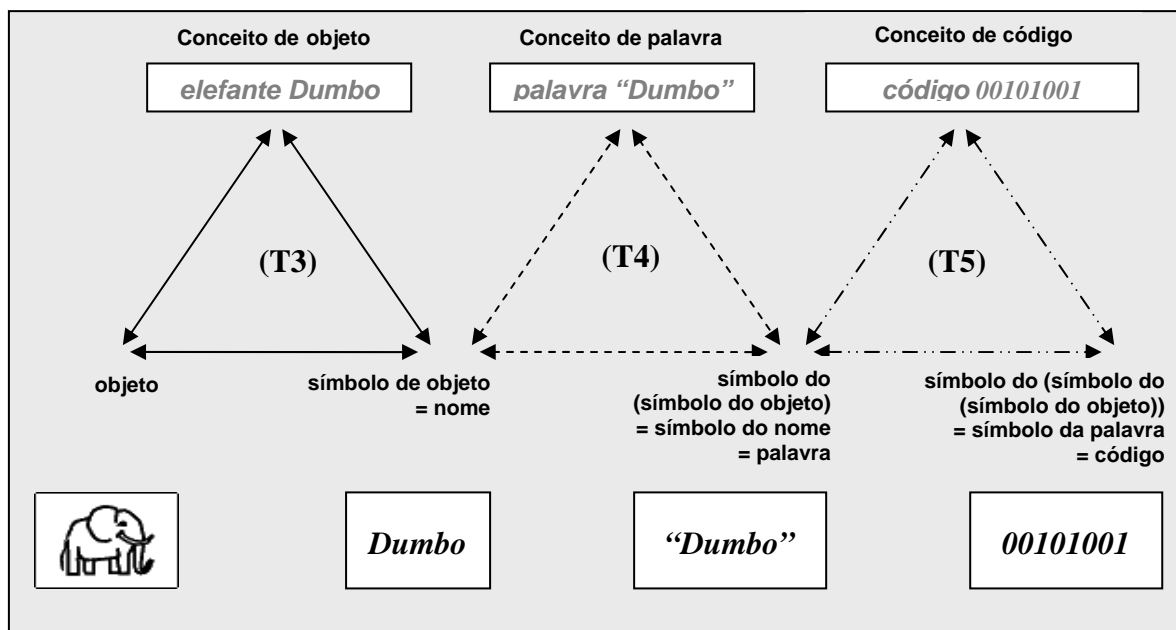 Conceito de objeto
Conceito de palavra
Conceito de código
elefante Dumbo
palavra “Dumbo”
código 00101001
(T3)
(T4)
(T5)
objeto
símbolo de objeto
= nome
símbolo do
(símbolo do objeto)
= símbolo do nome
= palavra
símbolo do (símbolo do
(símbolo do objeto))
= símbolo da palavra
= código
Dumbo
“Dumbo”
00101001